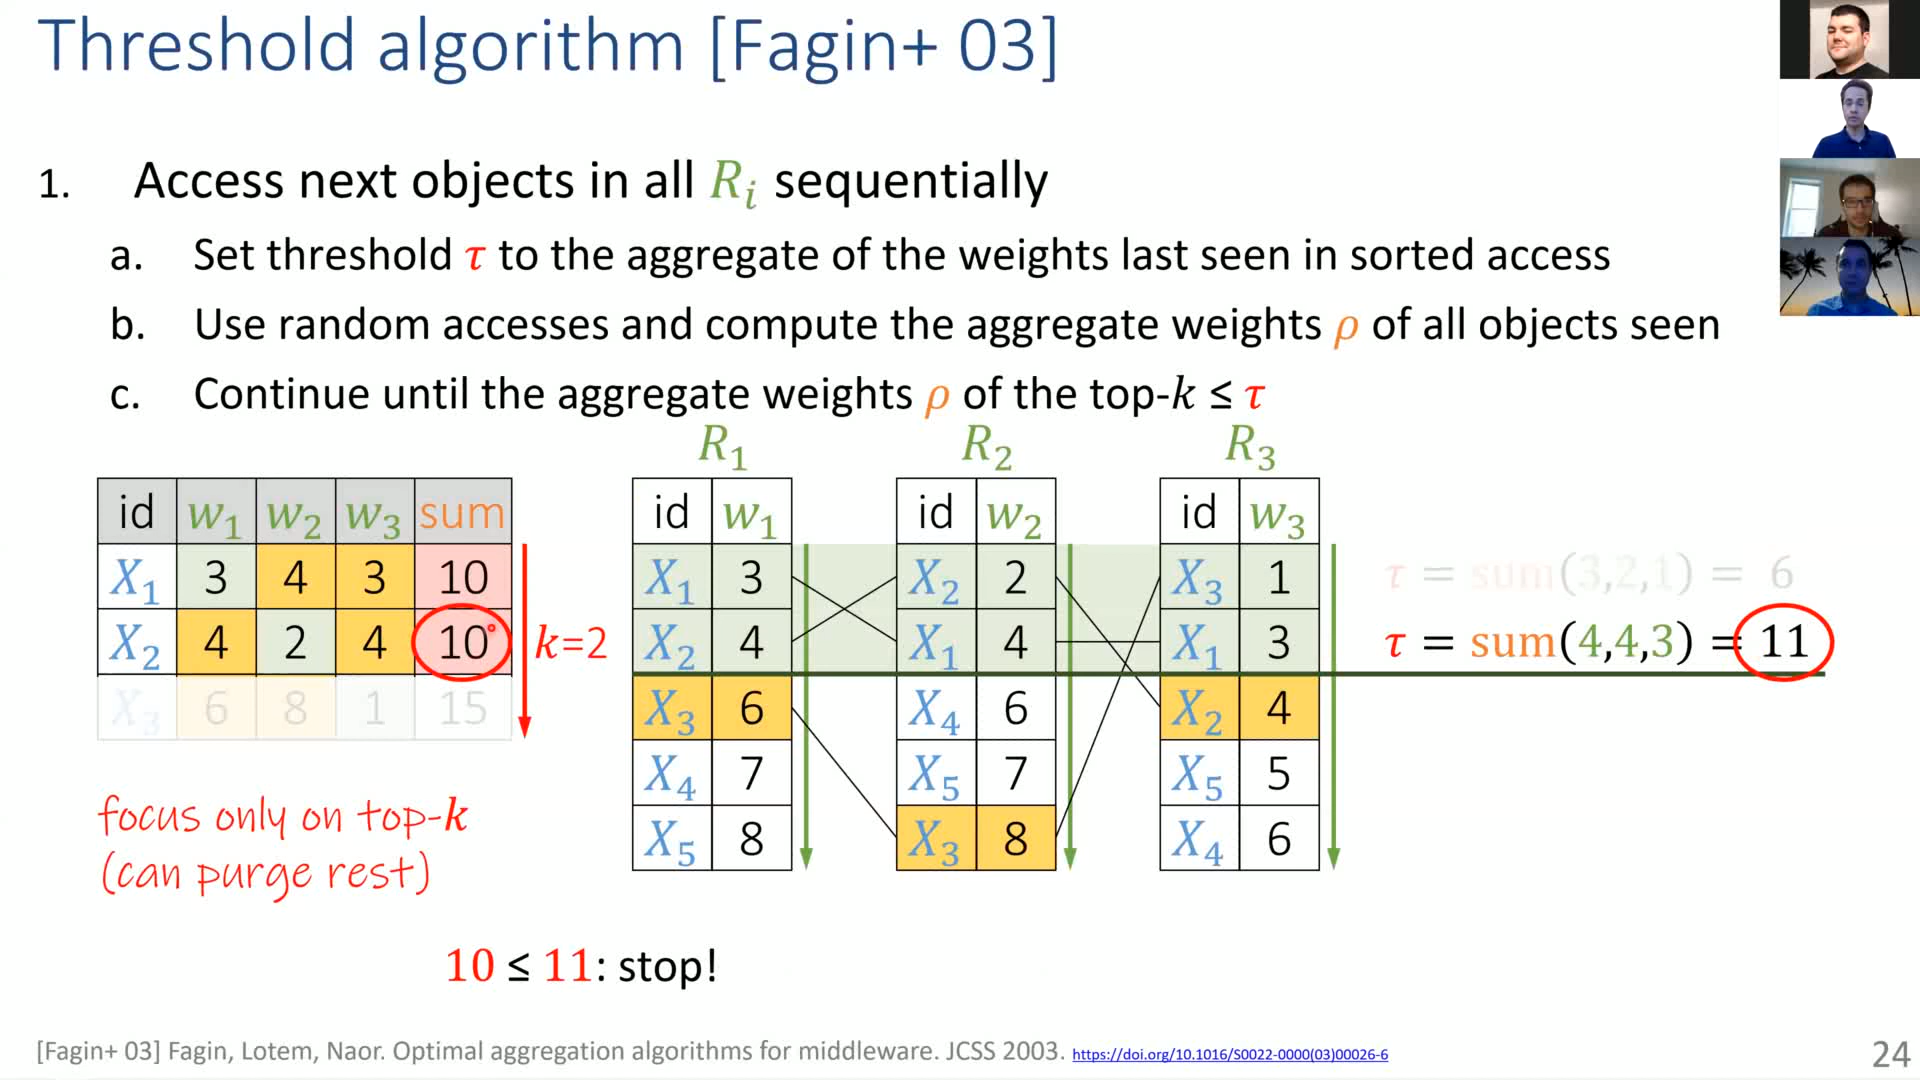 Threshold algorithm [Fagin+ 03]
1. Access next objects in all Rᵢ sequentially
a. Set threshold τ to the aggregate of the weights last seen in sorted access
b. Use random accesses and compute the aggregate weights ρ of all objects seen
c. Continue until the aggregate weights ρ of the top-k ≤ τ
R₁ R₂ R₃
id w₁ w₂ w₃ sum id w₁ id w₂ id w₃
X₁ 3 4 3 10 X₁ 3 X₂ 2 X₃ 1 τ = sum(3,2,1) = 6
X₂ 4 2 4 10 k=2 X₂ 4 X₁ 4 X₁ 3 τ = sum(4,4,3) = 11
X₃ 6 8 1 15 X₃ 6 X₄ 6 X₂ 4
X₄ 7 X₅ 7 X₅ 5
X₅ 8 X₃ 8 X₄ 6
focus only on top-k
(can purge rest)
10 ≤ 11: stop!
[Fagin+ 03] Fagin, Lotem, Naor. Optimal aggregation algorithms for middleware. JCSS 2003. https://doi.org/10.1016/S0022-0000(03)00026-6
24